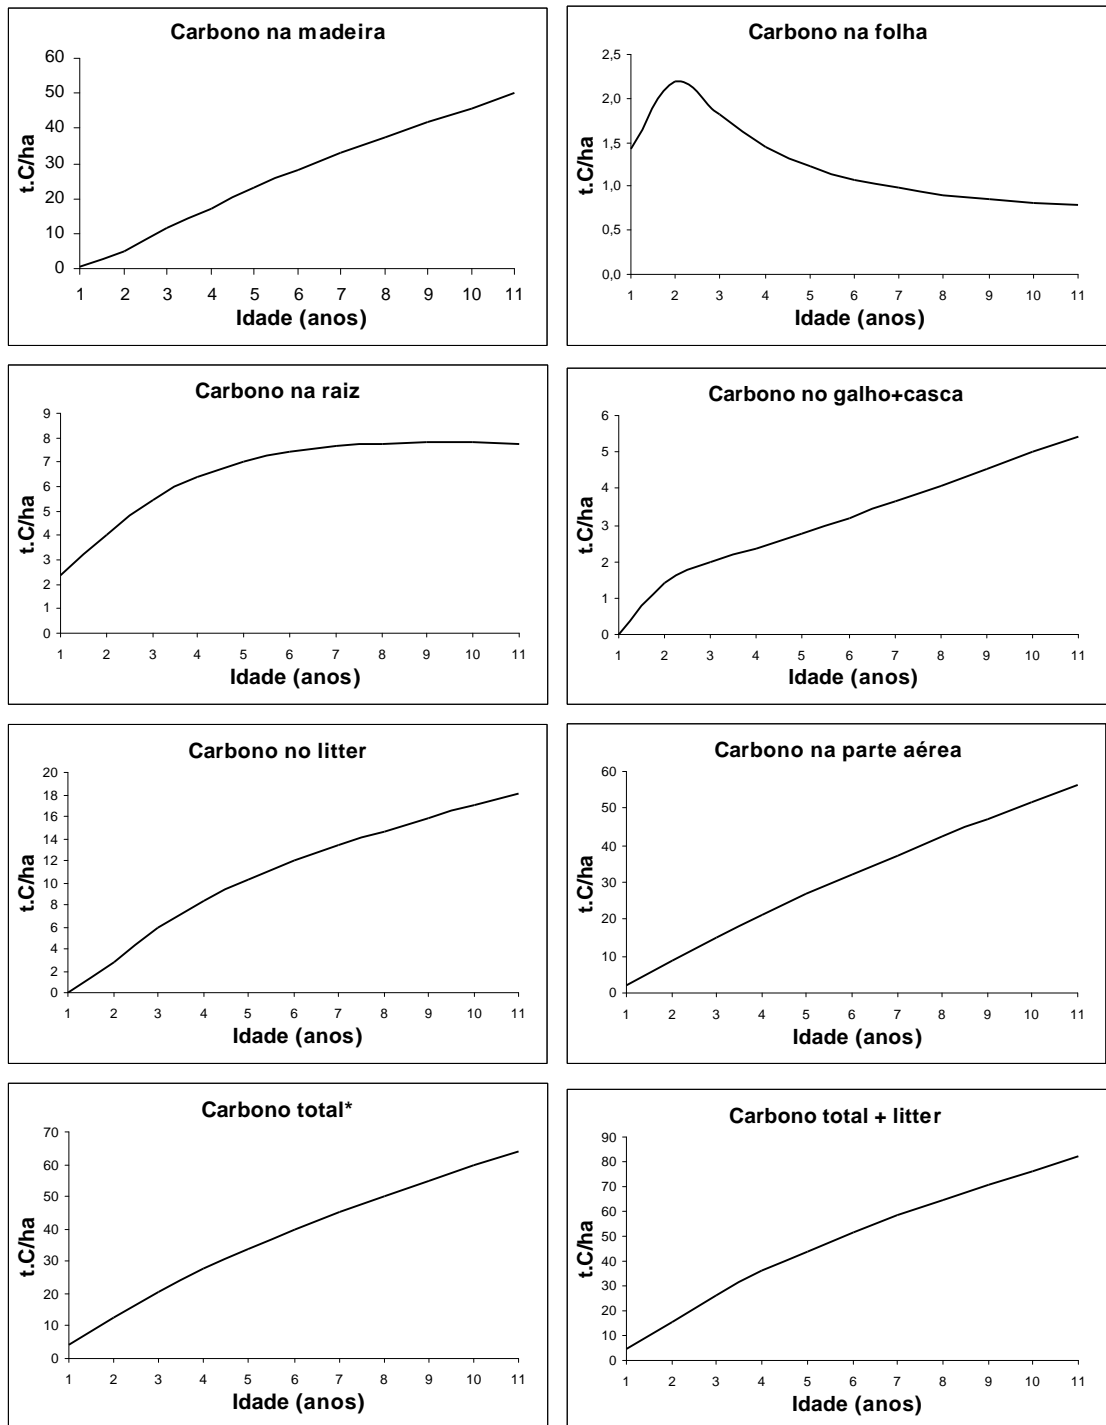 Carbono na madeira
60
50
40
30
20
10
0
t.C/ha
1 2 3 4 5 6 7 8 9 10 11
Idade (anos)
Carbono na folha
2,5
2,0
1,5
1,0
0,5
0,0
t.C/ha
1 2 3 4 5 6 7 8 9 10 11
Idade (anos)
Carbono na raiz
9
8
7
6
5
4
3
2
1
0
t.C/ha
1 2 3 4 5 6 7 8 9 10 11
Idade (anos)
Carbono no galho+casca
6
5
4
3
2
1
0
t.C/ha
1 2 3 4 5 6 7 8 9 10 11
Idade (anos)
Carbono no litter
20
18
16
14
12
10
8
6
4
2
0
t.C/ha
1 2 3 4 5 6 7 8 9 10 11
Idade (anos)
Carbono na parte aérea
60
50
40
30
20
10
0
t.C/ha
1 2 3 4 5 6 7 8 9 10 11
Idade (anos)
Carbono total*
70
60
50
40
30
20
10
0
t.C/ha
1 2 3 4 5 6 7 8 9 10 11
Idade (anos)
Carbono total + litter
90
80
70
60
50
40
30
20
10
0
t.C/ha
1 2 3 4 5 6 7 8 9 10 11
Idade (anos)